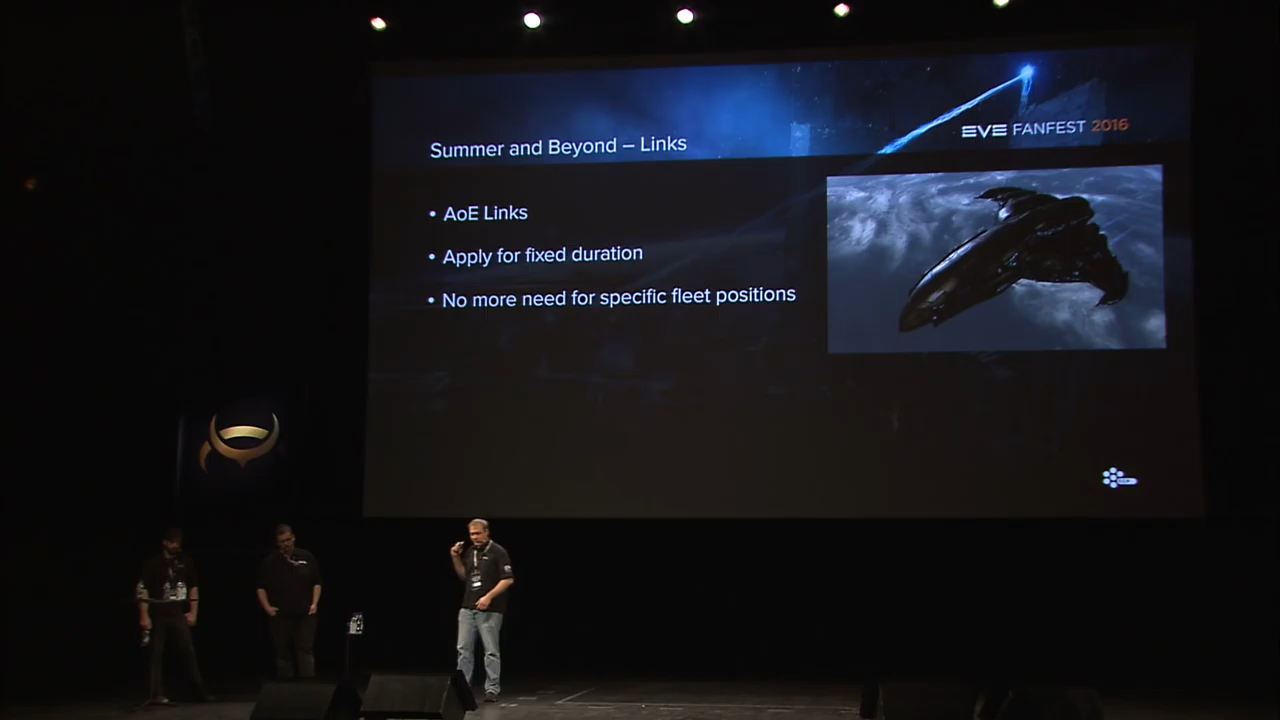 EVE FANFEST 2016
Summer and Beyond – Links
• AoE Links
• Apply for fixed duration
• No more need for specific fleet positions